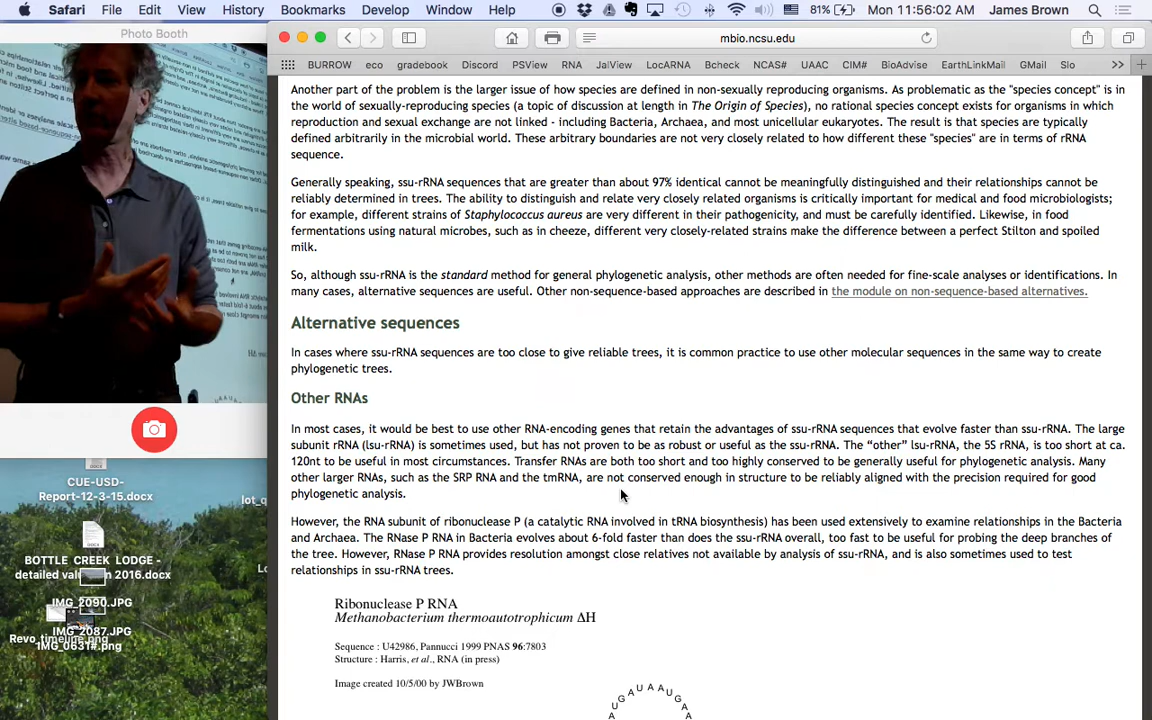 Safari File Edit View History Bookmarks Develop Window Help 81% Mon 11:56:02 AM James Brown
Photo Booth
mbio.ncsu.edu
BURROW eco gradebook Discord PSView RNA JalView LocARNA Bcheck NCAS# UAAC CIM# BioAdvise EarthLinkMail GMail Slo
Another part of the problem is the larger issue of how species are defined in non-sexually reproducing organisms. As problematic as the "species concept" is in
the world of sexually-reproducing species (a topic of discussion at length in The Origin of Species), no rational species concept exists for organisms in which
reproduction and sexual exchange are not linked - including Bacteria, Archaea, and most unicellular eukaryotes. The result is that species are typically
defined arbitrarily in the microbial world. These arbitrary boundaries are not very closely related to how different these "species" are in terms of rRNA
sequence.
Generally speaking, ssu-rRNA sequences that are greater than about 97% identical cannot be meaningfully distinguished and their relationships cannot be
reliably determined in trees. The ability to distinguish and relate very closely related organisms is critically important for medical and food microbiologists;
for example, different strains of Staphylococcus aureus are very different in their pathogenicity, and must be carefully identified. Likewise, in food
fermentations using natural microbes, such as in cheeze, different very closely-related strains make the difference between a perfect Stilton and spoiled
milk.
So, although ssu-rRNA is the standard method for general phylogenetic analysis, other methods are often needed for fine-scale analyses or identifications. In
many cases, alternative sequences are useful. Other non-sequence-based approaches are described in the module on non-sequence-based alternatives.
Alternative sequences
In cases where ssu-rRNA sequences are too close to give reliable trees, it is common practice to use other molecular sequences in the same way to create
phylogenetic trees.
Other RNAs
In most cases, it would be best to use other RNA-encoding genes that retain the advantages of ssu-rRNA sequences that evolve faster than ssu-rRNA. The large
subunit rRNA (lsu-rRNA) is sometimes used, but has not proven to be as robust or useful as the ssu-rRNA. The “other” lsu-rRNA, the 5S rRNA, is too short at ca.
120nt to be useful in most circumstances. Transfer RNAs are both too short and too highly conserved to be generally useful for phylogenetic analysis. Many
other larger RNAs, such as the SRP RNA and the tmRNA, are not conserved enough in structure to be reliably aligned with the precision required for good
phylogenetic analysis.
However, the RNA subunit of ribonuclease P (a catalytic RNA involved in tRNA biosynthesis) has been used extensively to examine relationships in the Bacteria
and Archaea. The RNase P RNA in Bacteria evolves about 6-fold faster than does the ssu-rRNA overall, too fast to be useful for probing the deep branches of
the tree. However, RNase P RNA provides resolution amongst close relatives not available by analysis of ssu-rRNA, and is also sometimes used to test
relationships in ssu-rRNA trees.
Ribonuclease P RNA
Methanobacterium thermoautotrophicum ΔH
Sequence : U42986, Pannucci 1999 PNAS 96:7803
Structure : Harris, et al., RNA (in press)
Image created 10/5/00 by JWBrown
A U G A U A A U G A A
CUE-USD-
Report-12-3-15.docx
lot_q
BOTTLE CREEK LODGE -
detailed val 2016.docx
Lo
IMG_2090.JPG
IMG_2087.JPG